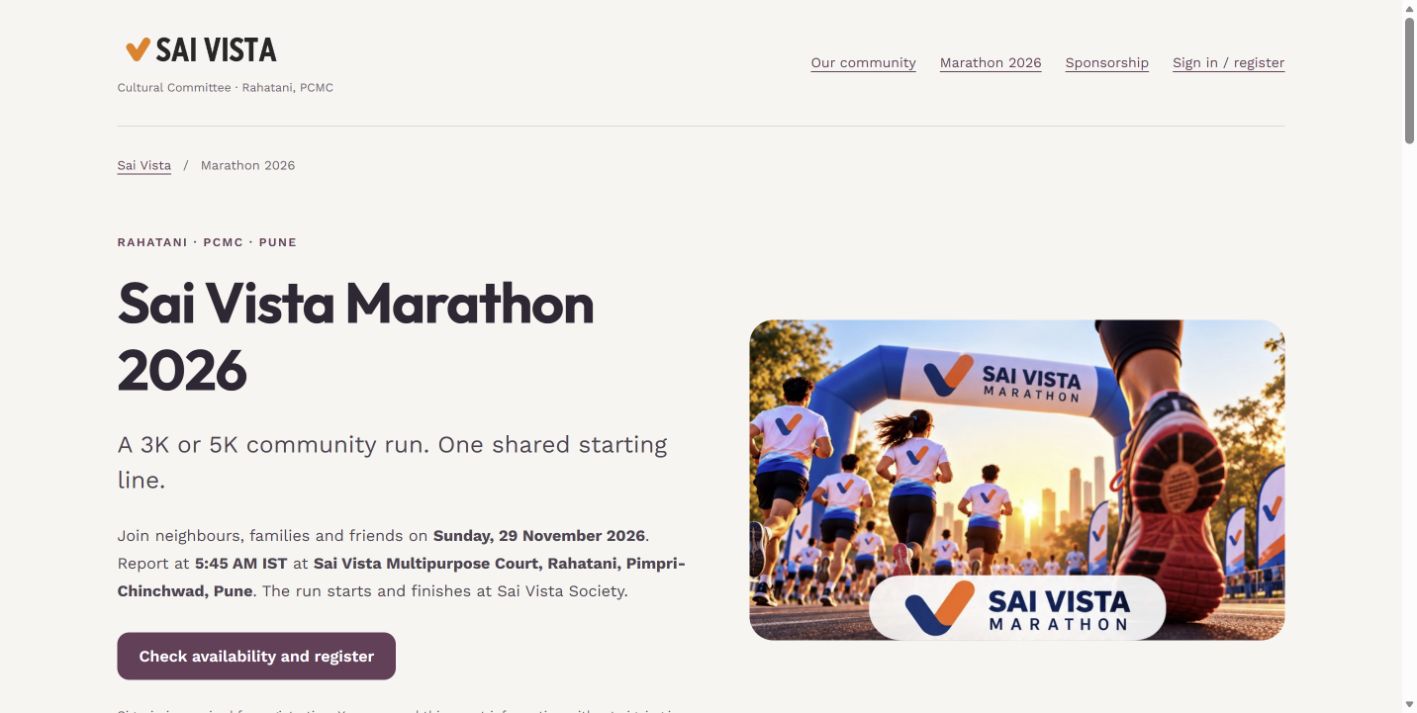 SAI VISTA
Cultural Committee · Rahatani, PCMC
Our community
Marathon 2026
Sponsorship
Sign in / register
Sai Vista / Marathon 2026
RAHATANI · PCMC · PUNE
Sai Vista Marathon
2026
A 3K or 5K community run. One shared starting
line.
Join neighbours, families and friends on Sunday, 29 November 2026.
Report at 5:45 AM IST at Sai Vista Multipurpose Court, Rahatani, Pimpri-
Chinchwad, Pune. The run starts and finishes at Sai Vista Society.
Check availability and register
SAI VISTA
MARATHON
SAI VISTA
MARATHON